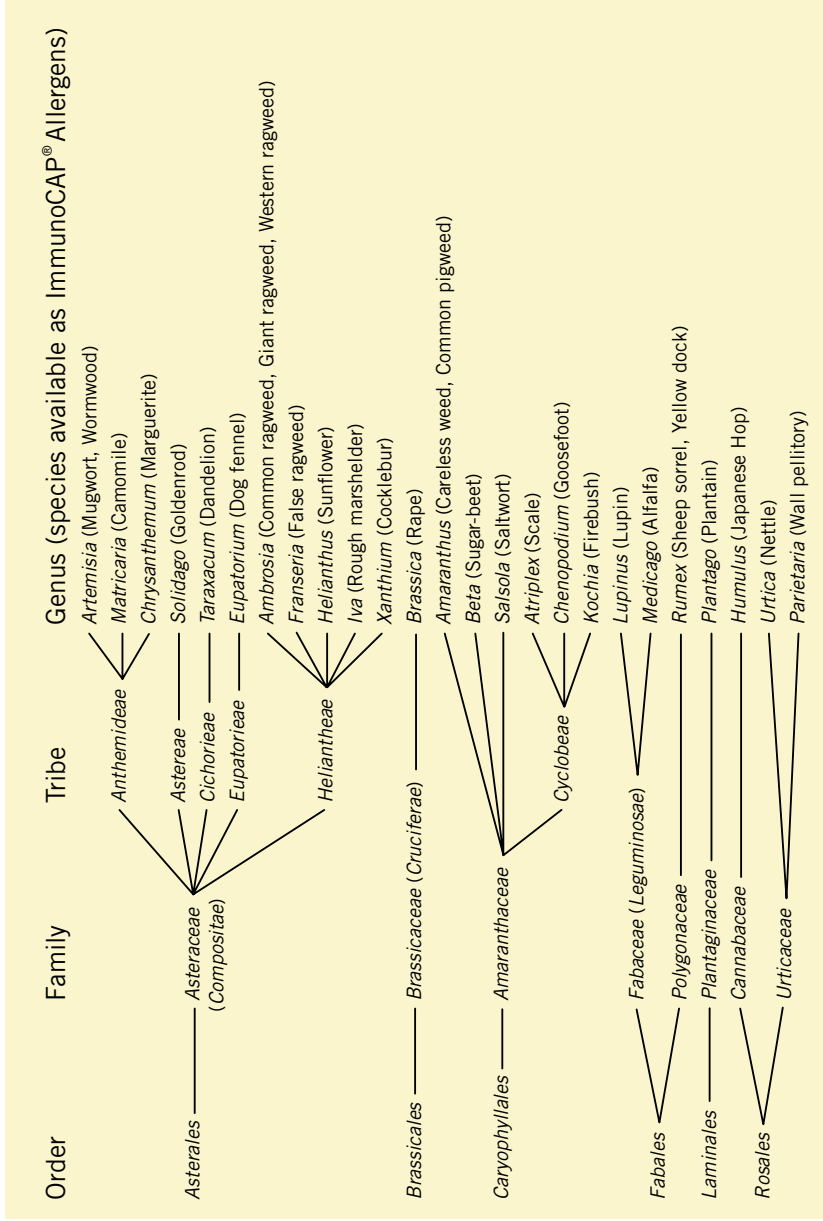 Order Family Tribe Genus (species available as ImmunoCAP® Allergens)
Asterales
Asteraceae
(Compositae)
Anthemideae
Artemisia (Mugwort, Wormwood)
Matricaria (Camomile)
Chrysanthemum (Marguerite)
Astereae
Solidago (Goldenrod)
Cichorieae
Taraxacum (Dandelion)
Eupatorieae
Eupatorium (Dog fennel)
Heliantheae
Ambrosia (Common ragweed, Giant ragweed, Western ragweed)
Franseria (False ragweed)
Helianthus (Sunflower)
Iva (Rough marshelder)
Xanthium (Cocklebur)
Brassicales
Brassicaceae (Cruciferae)
Brassica (Rape)
Caryophyllales
Amaranthaceae
Amaranthus (Careless weed, Common pigweed)
Beta (Sugar-beet)
Salsola (Saltwort)
Cyclobeae
Atriplex (Scale)
Chenopodium (Goosefoot)
Kochia (Firebush)
Fabales
Fabaceae (Leguminosae)
Lupinus (Lupin)
Medicago (Alfalfa)
Polygonaceae
Rumex (Sheep sorrel, Yellow dock)
Laminales
Plantaginaceae
Plantago (Plantain)
Rosales
Cannabaceae
Humulus (Japanese Hop)
Urticaceae
Urtica (Nettle)
Parietaria (Wall pellitory)